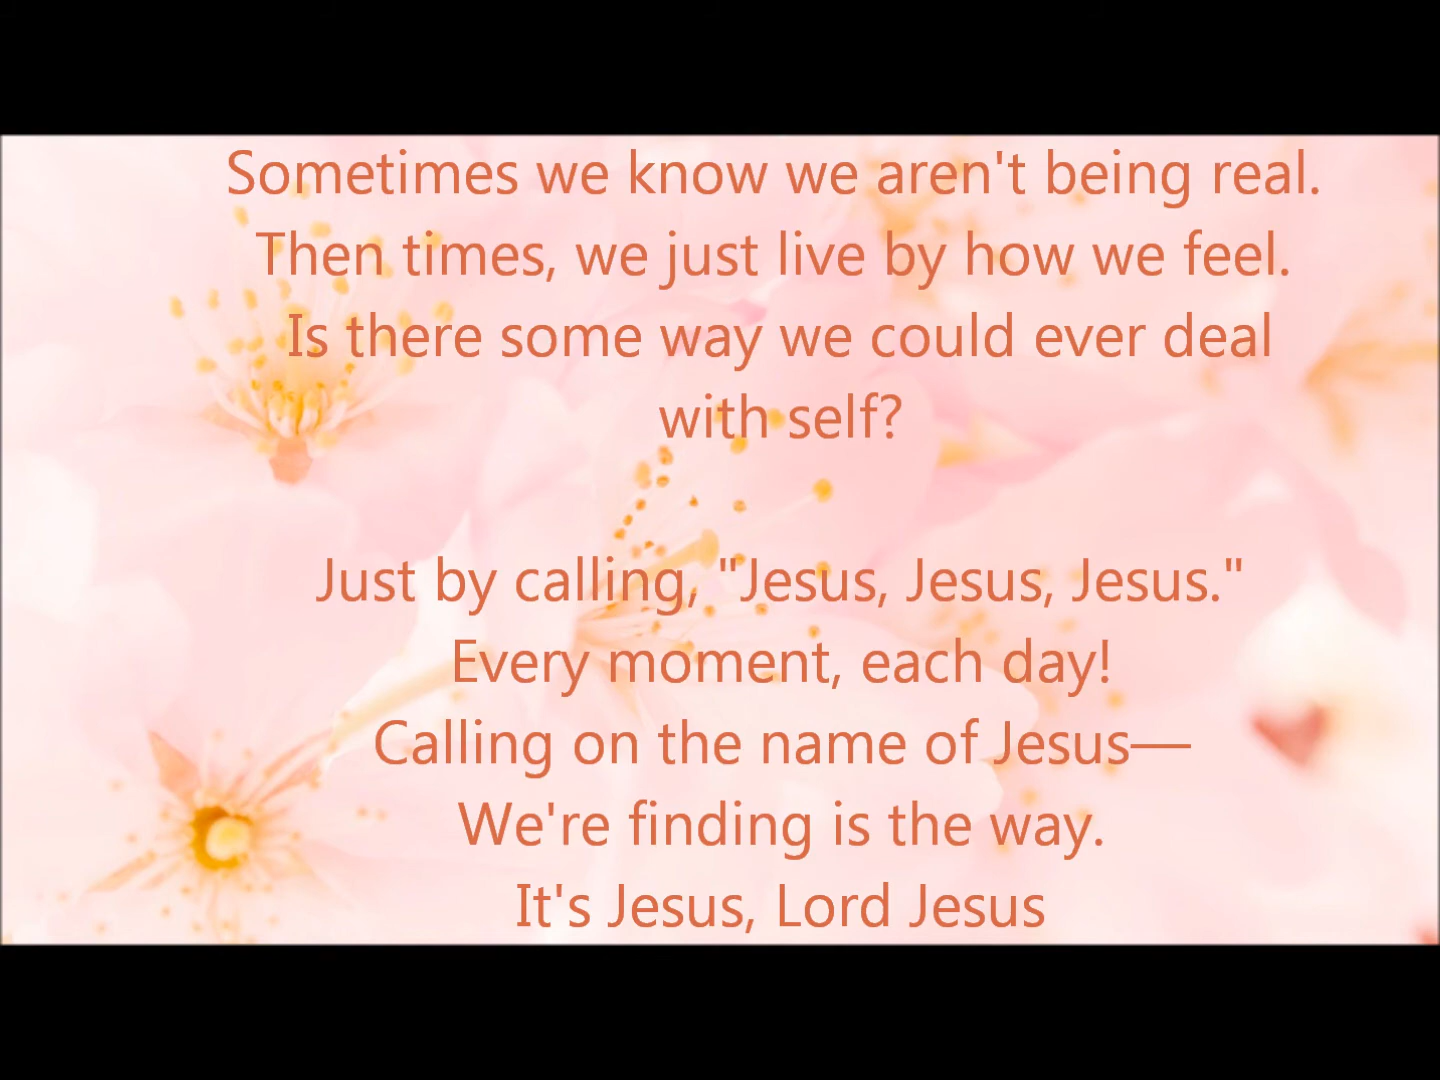 Sometimes we know we aren't being real.
Then times, we just live by how we feel.
Is there some way we could ever deal
with self?
Just by calling, "Jesus, Jesus, Jesus."
Every moment, each day!
Calling on the name of Jesus—
We're finding is the way.
It's Jesus, Lord Jesus